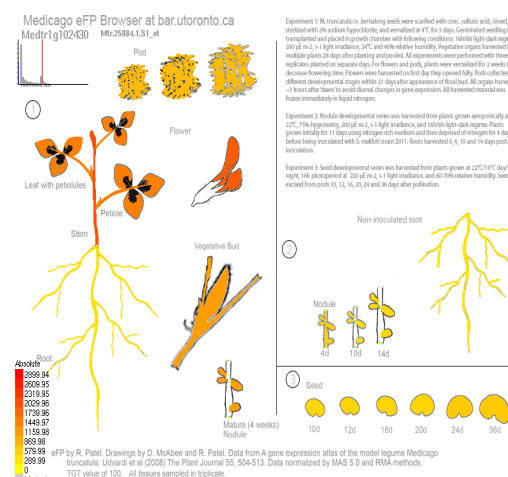 Medicago eFP Browser at bar.utoronto.ca
Medtr1g102430
Mtr.25884.1.S1_at
Pod
1
Flower
Leaf with petiolules
Petiole
Stem
Vegetative Bud
Root
Mature (4 weeks)
Nodule
Absolute
2899.94
2609.95
2319.95
2029.96
1739.96
1449.97
1159.98
869.98
579.99
289.99
0
Experiment 1: M. truncatula cv. Jemalong seeds were scarified with conc. sulfuric acid, rinsed,
sterlized with 2% sodium hypochlorite, and vernalized at 4°C for 3 days. Germinated seedlings
transplanted and placed in growth chamber with following conditions: 16h/8h light-dark regime
200 µE m-2, s-1 light irradiance, 24°C and 40% relative humidity. Vegetative organs harvested
multiple plants 28 days after planting and pooled. All experiments were performed with three
replicates planted on separate days. For flowers and pods, plants were vernalized for 2 weeks t
decrease flowering time. Flowers were harvested on first day they opened fully. Pods collected
different developmental stages within 21 days after appearance of floral bud. All organs harves
~3 hours after 'dawn' to avoid diurnal changes in gene expression. All harvested material was
frozen immediately in liquid nitrogen.
Experiment 2: Nodule developmental series was harvested from plants grown aeroponically a
22°C, 75% hygrometry, 200 µE m-2, s-1 light irradiance, and 16h/8h light-dark regime. Plants
grown initially for 11 days using nitrogen rich medium and then deprived of nitrogen for 4 days
before being inoculated with S. meliloti strain 2011. Roots harvested 0, 4, 10 and 14 days post-
inoculation.
Experiment 3: Seed developmental series was harvested from plants grown at 22°C/19°C day/
night, 16h photoperiod at 220 µE m-2, s-1 light irradiance, and 60-70% relative humidity. Seeds
excised from pods 10, 12, 16, 20, 24 and 36 days after pollination.
Non-inoculated root
2
Nodule
4d
10d
14d
3
Seed
10d
12d
16d
20d
24d
36d
eFP by R. Patel. Drawings by D. McAbee and R. Patel. Data from A gene expression atlas of the model legume Medicago
truncatula: Udvardi et al (2008) The Plant Journal 55, 504-513. Data normalized by MAS 5.0 and RMA methods.
TGT value of 100. All tissues sampled in triplicate.